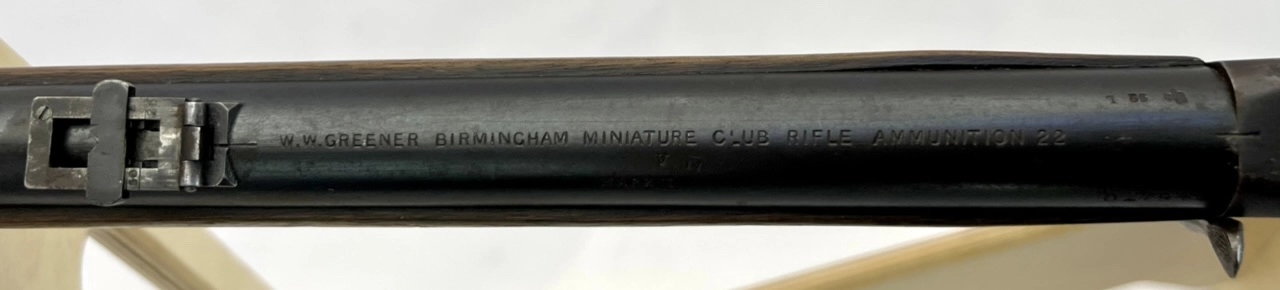 W.W.GREENER BIRMINGHAM MINIATURE CLUB RIFLE AMMUNITION 22